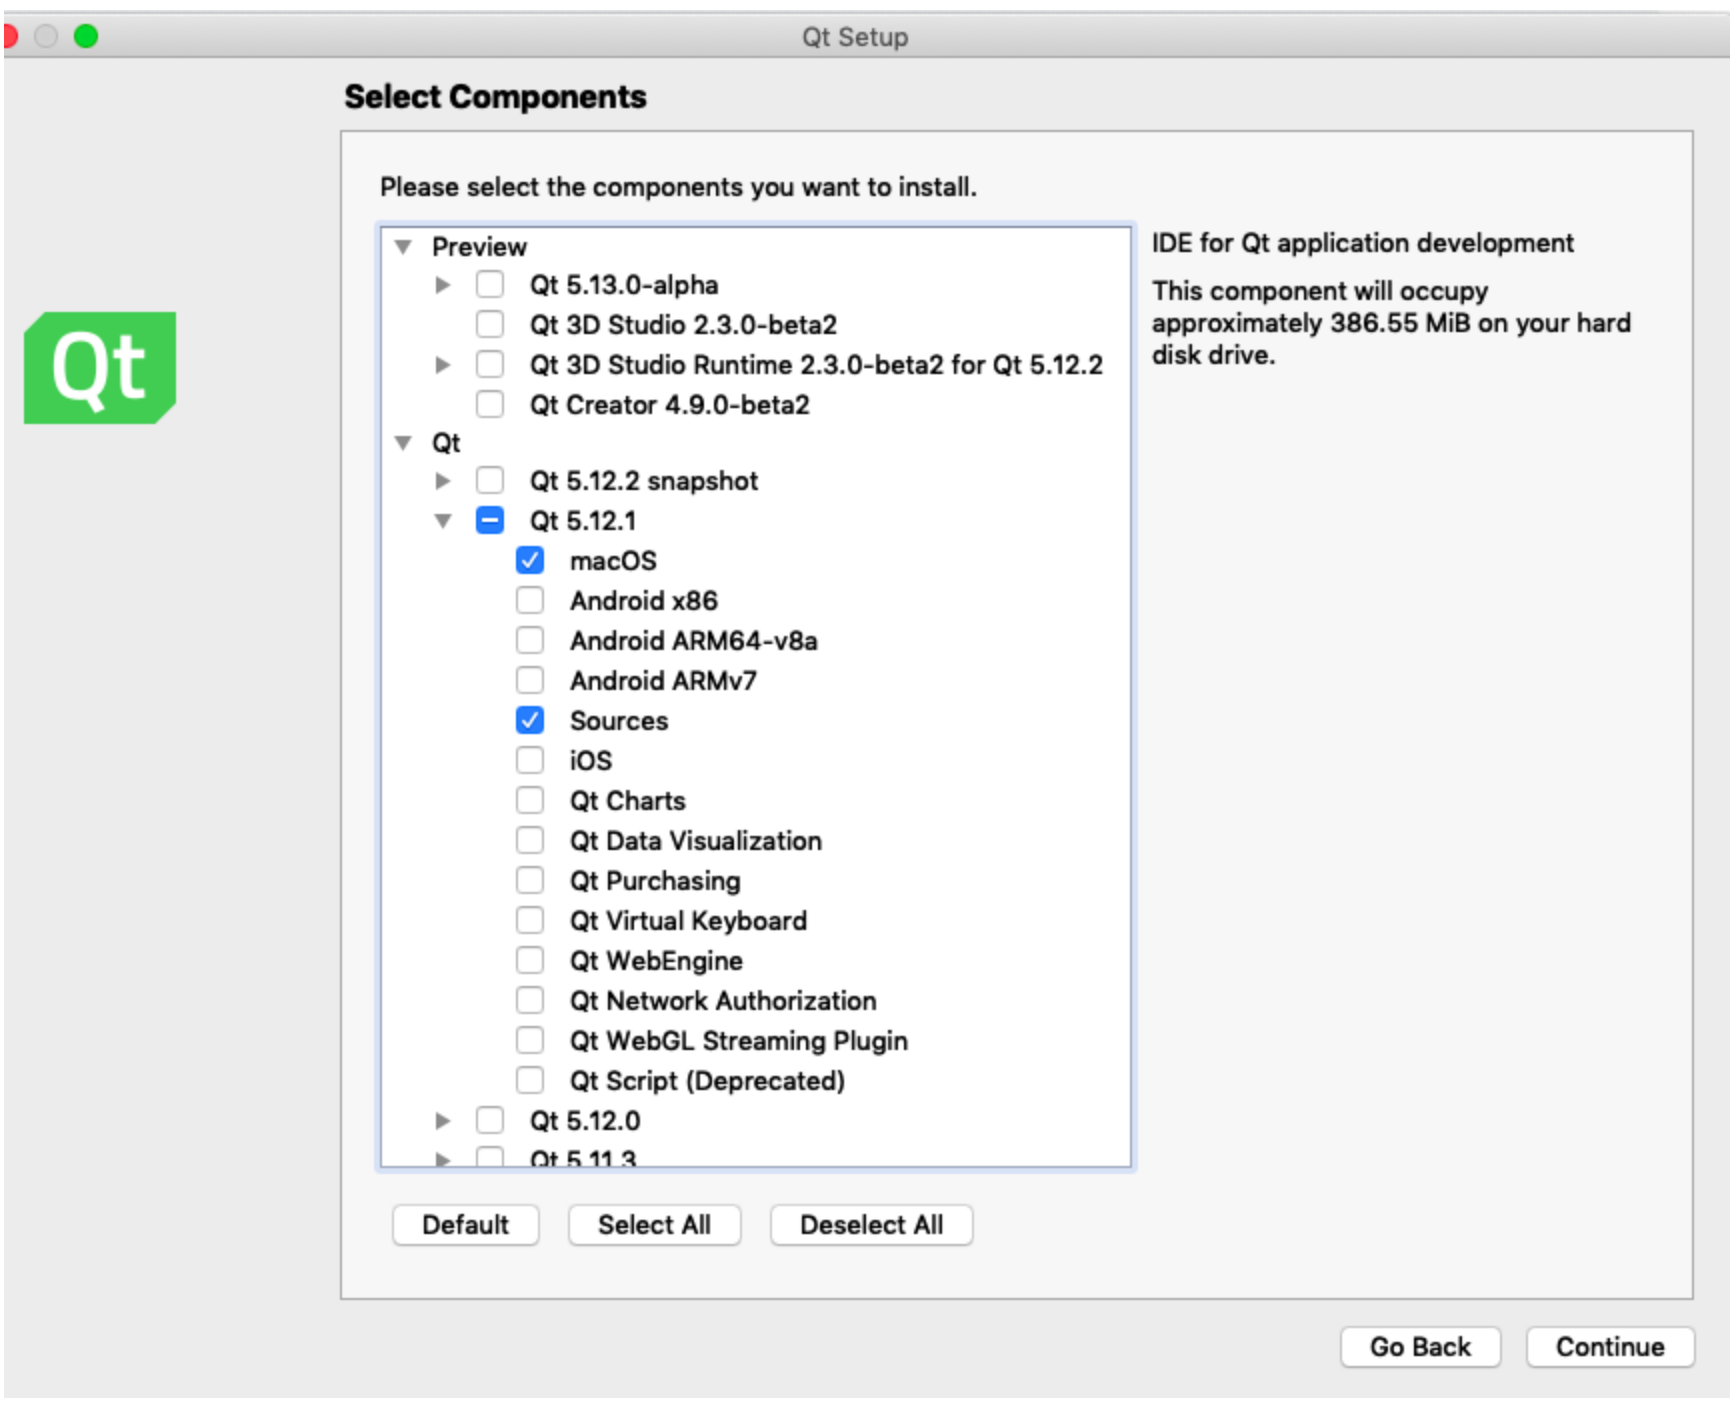 Qt Setup
Select Components
Please select the components you want to install.
Preview
Qt 5.13.0-alpha
Qt 3D Studio 2.3.0-beta2
Qt 3D Studio Runtime 2.3.0-beta2 for Qt 5.12.2
Qt Creator 4.9.0-beta2
Qt
Qt 5.12.2 snapshot
Qt 5.12.1
macOS
Android x86
Android ARM64-v8a
Android ARMv7
Sources
iOS
Qt Charts
Qt Data Visualization
Qt Purchasing
Qt Virtual Keyboard
Qt WebEngine
Qt Network Authorization
Qt WebGL Streaming Plugin
Qt Script (Deprecated)
Qt 5.12.0
Qt 5.11.3
IDE for Qt application development
This component will occupy
approximately 386.55 MiB on your hard
disk drive.
Qt
Default
Select All
Deselect All
Go Back
Continue